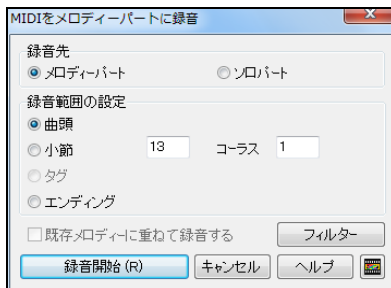 MIDIをメロディーパートに録音
録音先
メロディーパート ソロパート
録音範囲の設定
曲頭
小節 13 コーラス 1
タグ
エンディング
既存メロディーに重ねて録音する フィルター
録音開始(R) キャンセル ヘルプ